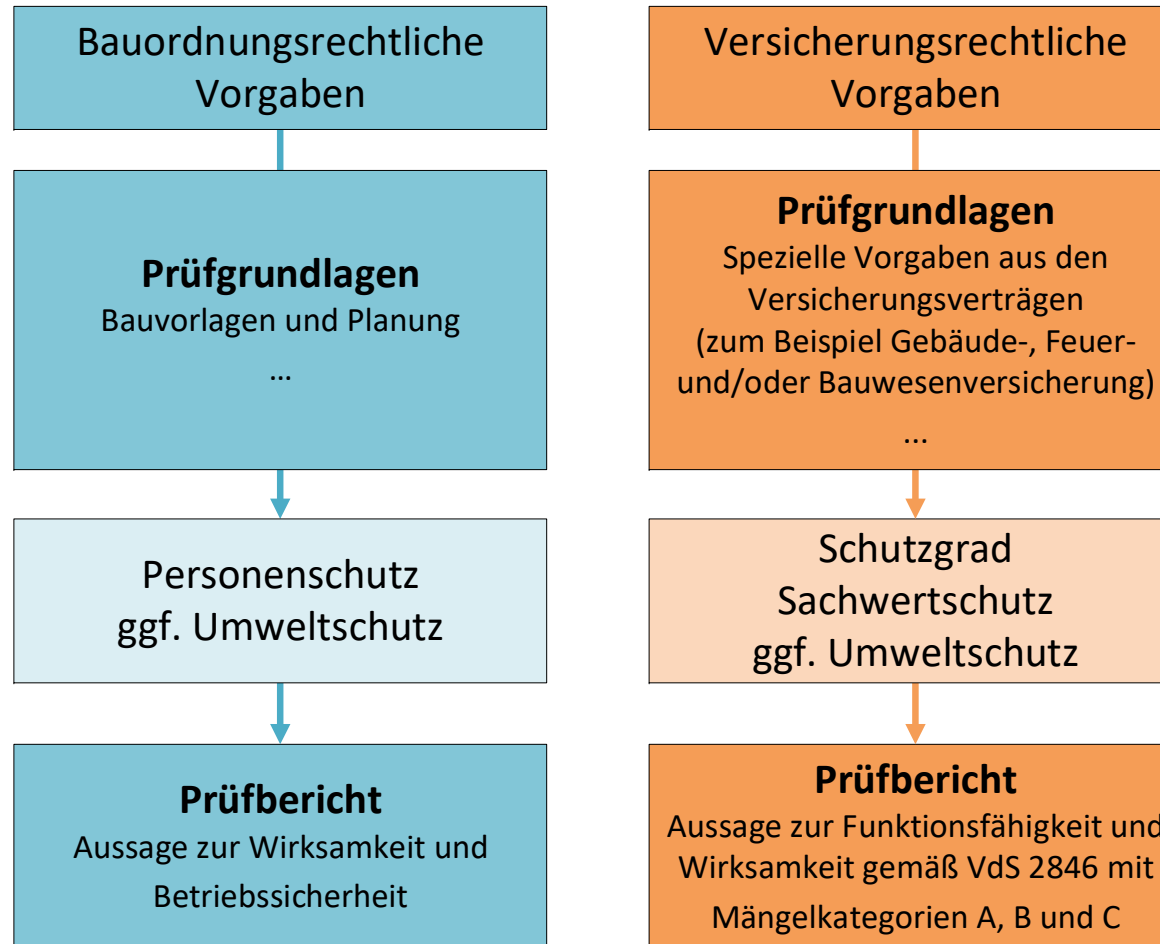 Bauordnungsrechtliche
Vorgaben
Prüfgrundlagen
Bauvorlagen und Planung
...
Personenschutz
ggf. Umweltschutz
Prüfbericht
Aussage zur Wirksamkeit und
Betriebssicherheit
Versicherungsrechtliche
Vorgaben
Prüfgrundlagen
Spezielle Vorgaben aus den
Versicherungsverträgen
(zum Beispiel Gebäude-, Feuer-
und/oder Bauwesenversicherung)
...
Schutzgrad
Sachwertschutz
ggf. Umweltschutz
Prüfbericht
Aussage zur Funktionsfähigkeit und
Wirksamkeit gemäß VdS 2846 mit
Mängelkategorien A, B und C